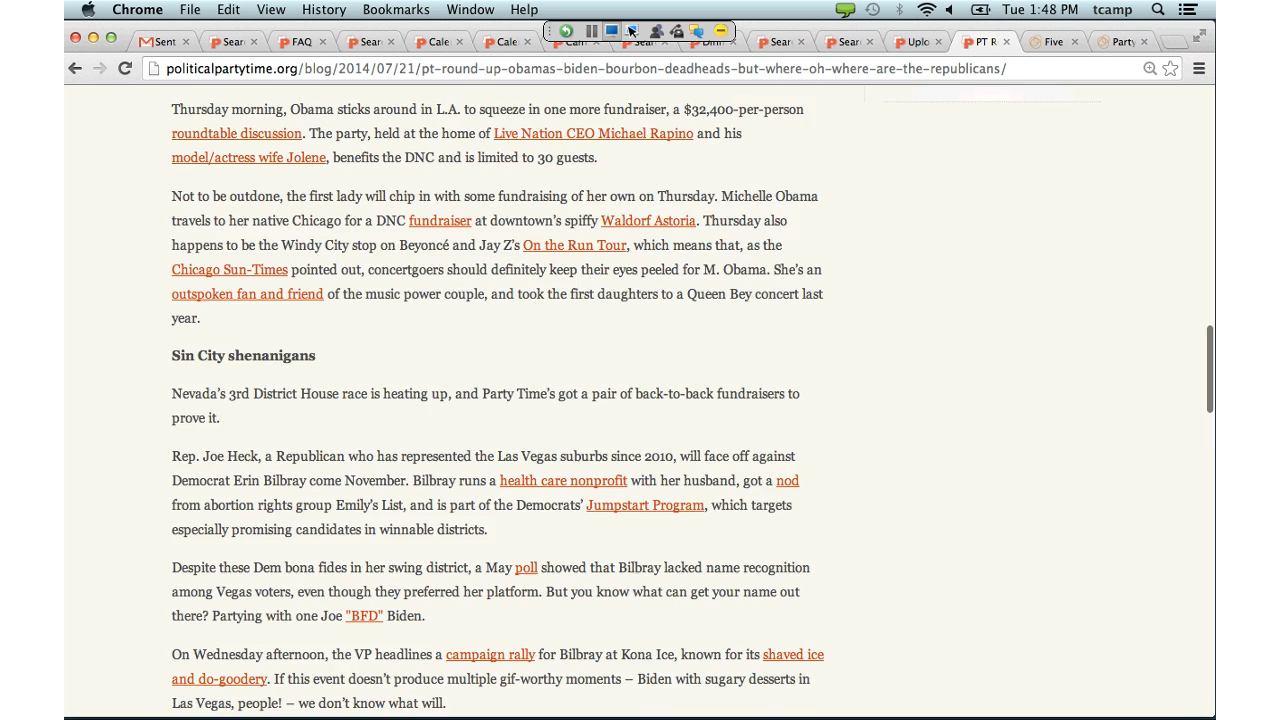 Chrome File Edit View History Bookmarks Window Help Tue 1:48 PM tcamp
Sent Sear FAQ Sear Cale Cale Sear Sear Uplo PT R Five Party
politicalpartytime.org/blog/2014/07/21/pt-round-up-obamas-biden-bourbon-deadheads-but-where-oh-where-are-the-republicans/
Thursday morning, Obama sticks around in L.A. to squeeze in one more fundraiser, a $32,400-per-person
roundtable discussion. The party, held at the home of Live Nation CEO Michael Rapino and his
model/actress wife Jolene, benefits the DNC and is limited to 30 guests.
Not to be outdone, the first lady will chip in with some fundraising of her own on Thursday. Michelle Obama
travels to her native Chicago for a DNC fundraiser at downtown's spiffy Waldorf Astoria. Thursday also
happens to be the Windy City stop on Beyoncé and Jay Z's On the Run Tour, which means that, as the
Chicago Sun-Times pointed out, concertgoers should definitely keep their eyes peeled for M. Obama. She's an
outspoken fan and friend of the music power couple, and took the first daughters to a Queen Bey concert last
year.
Sin City shenanigans
Nevada's 3rd District House race is heating up, and Party Time's got a pair of back-to-back fundraisers to
prove it.
Rep. Joe Heck, a Republican who has represented the Las Vegas suburbs since 2010, will face off against
Democrat Erin Bilbray come November. Bilbray runs a health care nonprofit with her husband, got a nod
from abortion rights group Emily's List, and is part of the Democrats' Jumpstart Program, which targets
especially promising candidates in winnable districts.
Despite these Dem bona fides in her swing district, a May poll showed that Bilbray lacked name recognition
among Vegas voters, even though they preferred her platform. But you know what can get your name out
there? Partying with one Joe "BFD" Biden.
On Wednesday afternoon, the VP headlines a campaign rally for Bilbray at Kona Ice, known for its shaved ice
and do-goodery. If this event doesn't produce multiple gif-worthy moments – Biden with sugary desserts in
Las Vegas, people! – we don't know what will.